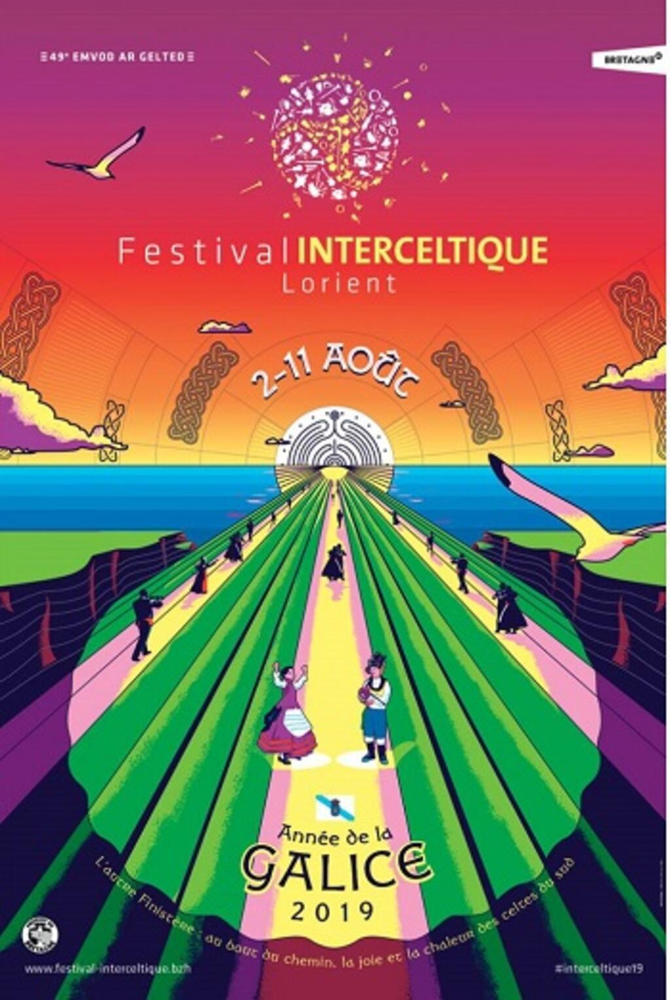 49e EMVOD AR GELTED
BRETAGNE
Festival INTERCELTIQUE
Lorient
2-11 AOÛT
Année de la
GALICE
2019
L'autre Finistère : au bout du chemin, la joie et la chaleur des celtes du sud
www.festival-interceltique.bzh
#interceltique19